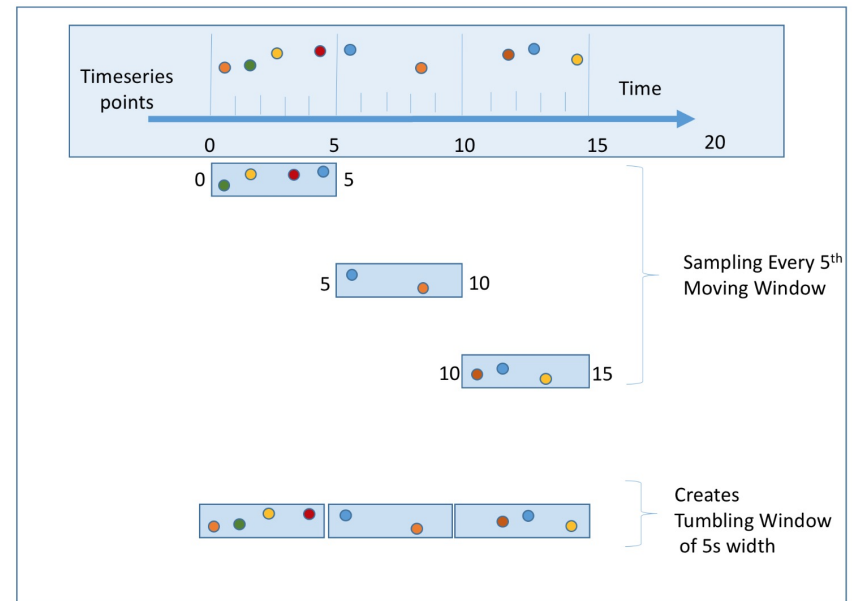 Timeseries
points
Time
0 5 10 15 20
0 5
5 10
Sampling Every 5th
Moving Window
10 15
Creates
Tumbling Window
of 5s width